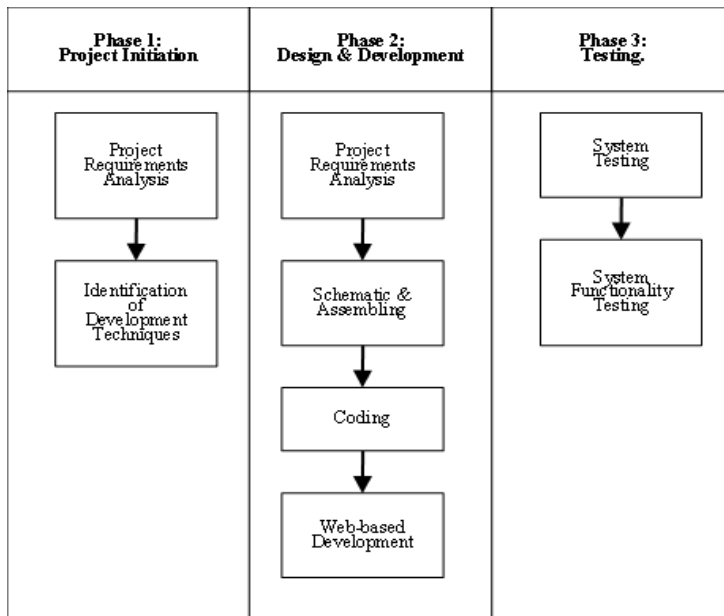 Phase 1:
Project Initiation
Phase 2:
Design & Development
Phase 3:
Testing.
Project
Requirements
Analysis
Identification
of
Development
Techniques
Project
Requirements
Analysis
Schematic &
Assembling
Coding
Web-based
Development
System
Testing
System
Functionality
Testing